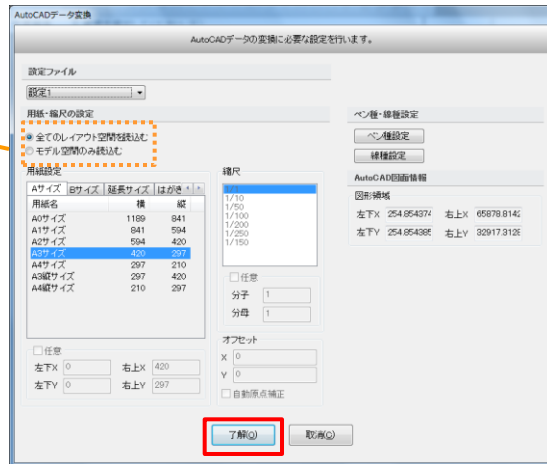 AutoCADデータ変換
AutoCADデータの変換に必要な設定を行います。
設定ファイル
設定1
用紙・縮尺の設定
全てのレイアウト空間を読込む
モデル空間のみ読込む
用紙設定
Aサイズ Bサイズ 延長サイズ はがき
用紙名 横 縦
A0サイズ 1189 841
A1サイズ 841 594
A2サイズ 594 420
A3サイズ 420 297
A4サイズ 297 210
A3縦サイズ 297 420
A4縦サイズ 210 297
任意
左下X 0 右上X 420
左下Y 0 右上Y 297
縮尺
1/1
1/10
1/50
1/100
1/200
1/250
1/150
任意
分子 1
分母 1
オフセット
X 0
Y 0
自動原点補正
ペン種・線種設定
ペン種設定
線種設定
AutoCAD図面情報
図形領域
左下X 254.854374 右上X 65878.8142
左下Y 254.854385 右上Y 32917.3128
了解(O) 取消(C)